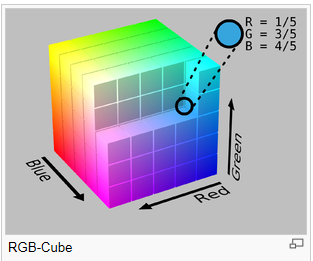 R = 1/5
G = 3/5
B = 4/5
Blue
Red
Green
RGB-Cube